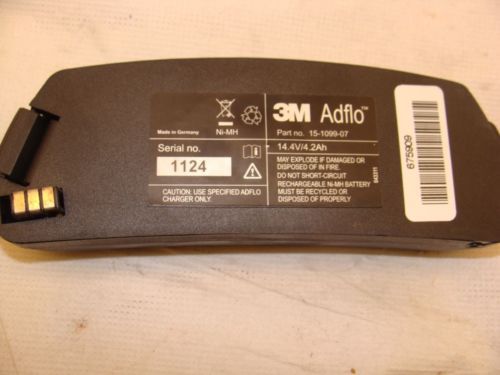 3M Adflo™
Ni-MH
Made in Germany
Part no. 15-1099-07
Serial no.
1124
14.4V/4.2Ah
CAUTION: USE SPECIFIED ADFLO
CHARGER ONLY.
MAY EXPLODE IF DAMAGED OR
DISPOSED OF IN FIRE.
DO NOT SHORT-CIRCUIT
RECHARGEABLE Ni-MH BATTERY
MUST BE RECYCLED OR
DISPOSED OF PROPERLY
675909